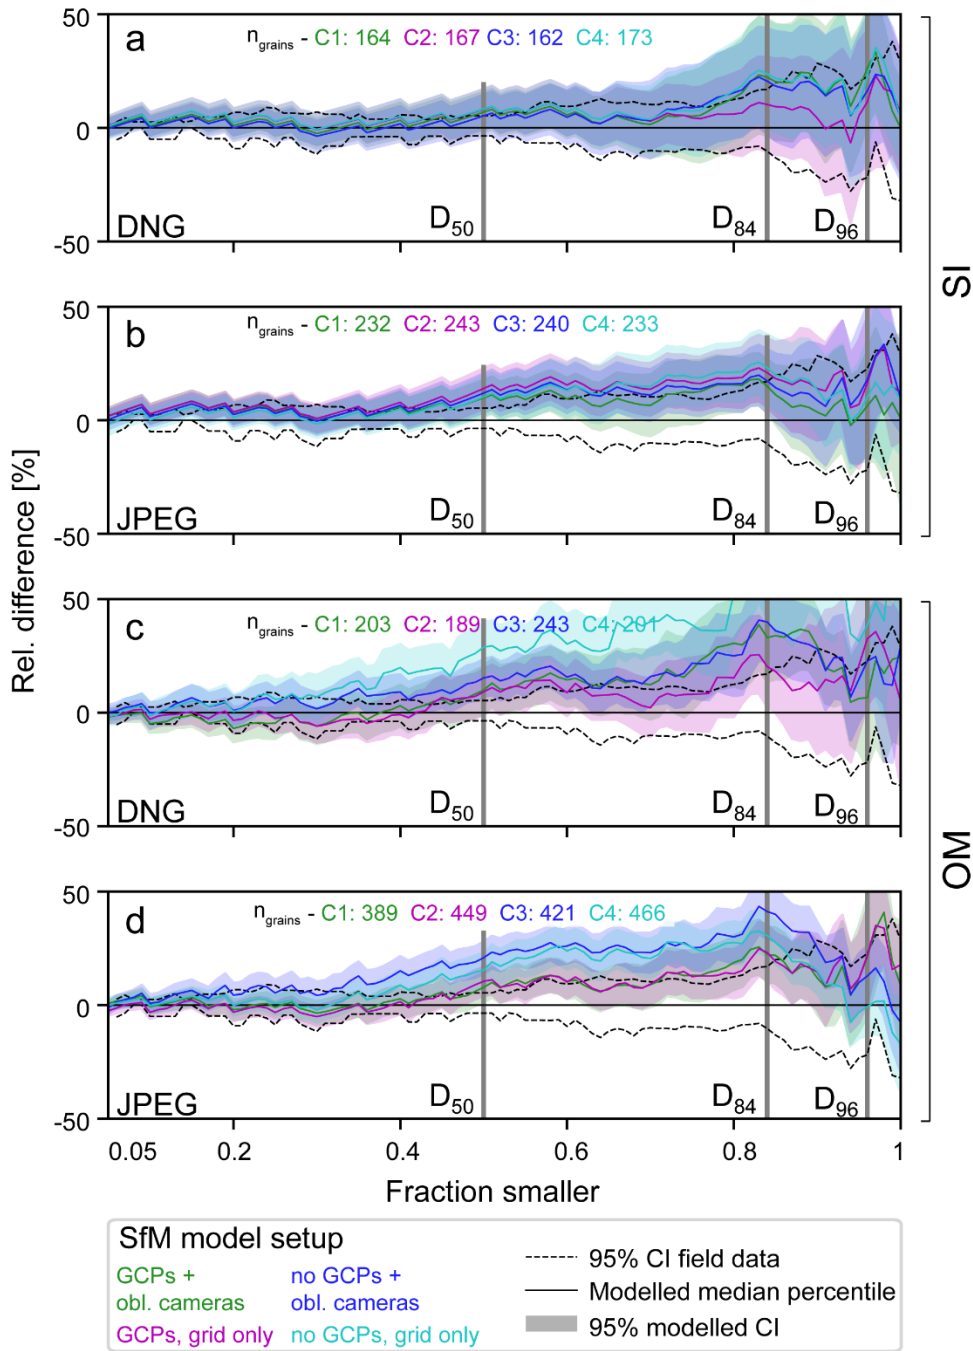 50
a
n_grains - C1: 164 C2: 167 C3: 162 C4: 173
0
-50
DNG
D50
D84
D96
SI
50
b
n_grains - C1: 232 C2: 243 C3: 240 C4: 233
0
-50
JPEG
D50
D84
D96
Rel. difference [%]
50
c
n_grains - C1: 203 C2: 189 C3: 243 C4: 201
0
-50
DNG
D50
D84
D96
OM
50
d
n_grains - C1: 389 C2: 449 C3: 421 C4: 466
0
-50
JPEG
D50
D84
D96
0.05 0.2 0.4 0.6 0.8 1
Fraction smaller
SfM model setup
GCPs +
obl. cameras
no GCPs +
obl. cameras
GCPs, grid only
no GCPs, grid only
95% CI field data
Modelled median percentile
95% modelled CI